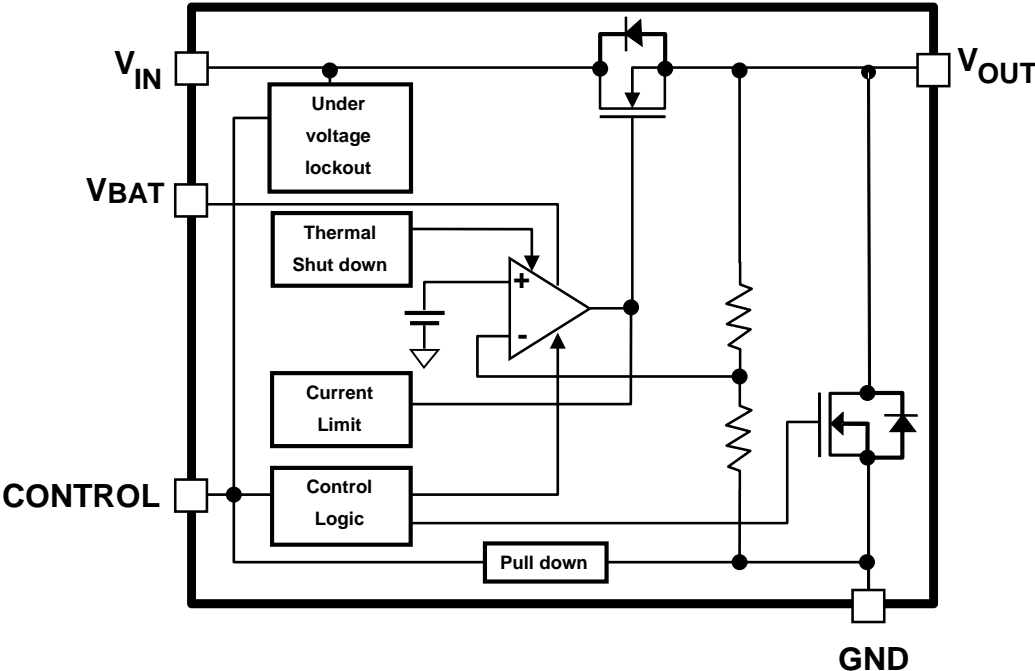 VIN
VOUT
Under
voltage
lockout
VBAT
Thermal
Shut down
+
-
Current
Limit
CONTROL
Control
Logic
Pull down
GND